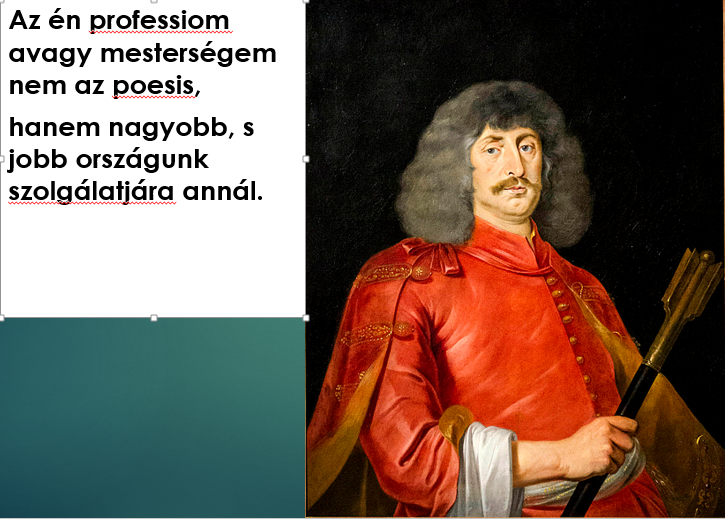 Az én professiom
avagy mesterségem
nem az poesis,
hanem nagyobb, s
jobb országunk
szolgálatjára annál.